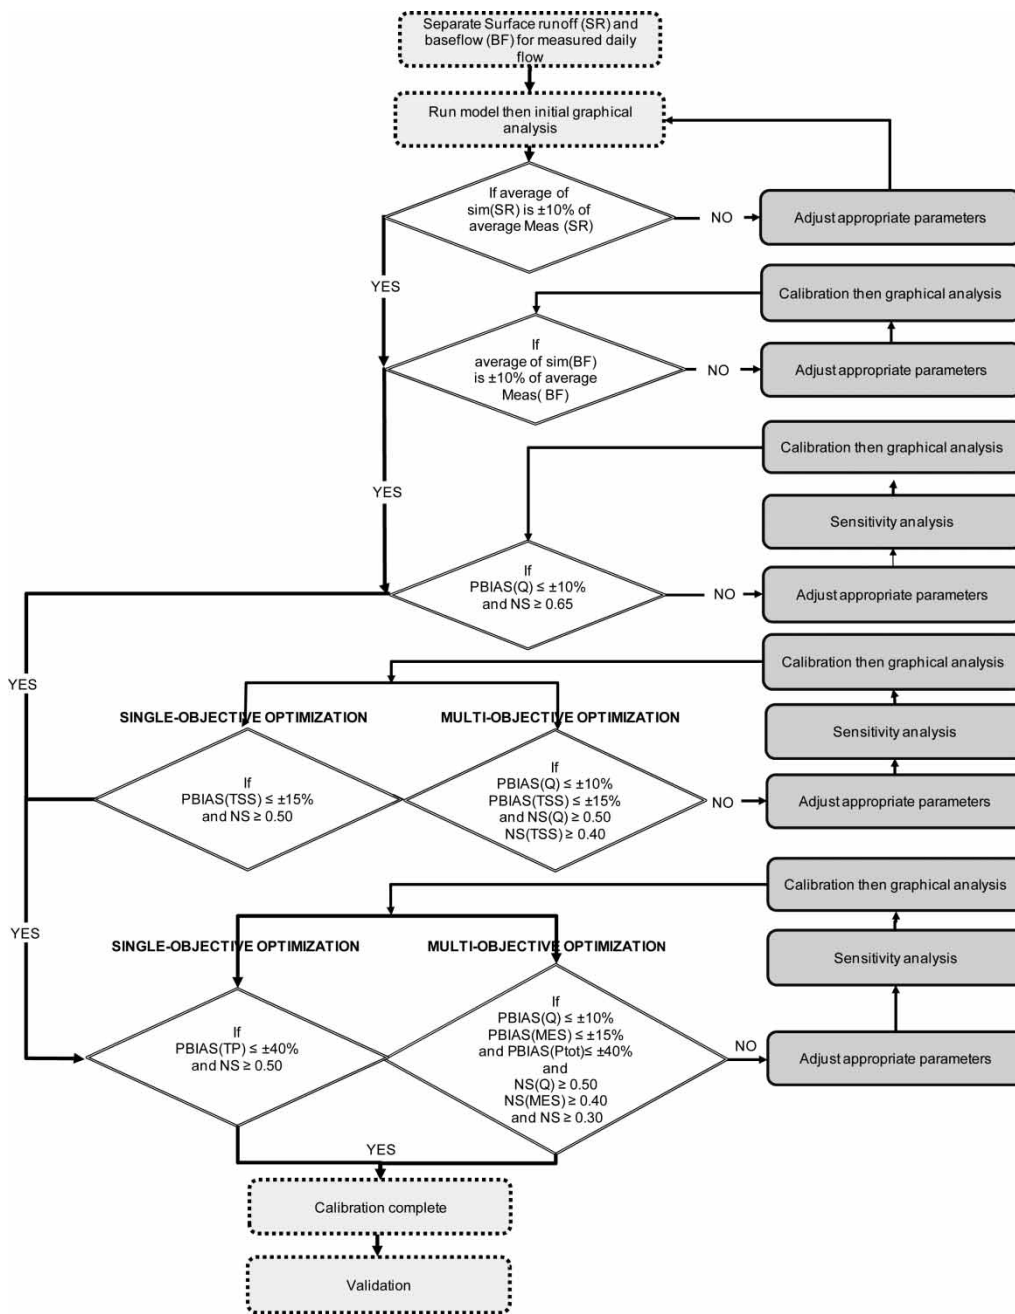 Separate Surface runoff (SR) and
baseflow (BF) for measured daily
flow
Run model then initial graphical
analysis
If average of
sim(SR) is ±10% of
average Meas (SR)
NO
Adjust appropriate parameters
YES
Calibration then graphical analysis
If
average of sim(BF)
is ±10% of average
Meas( BF)
NO
Adjust appropriate parameters
Calibration then graphical analysis
YES
Sensitivity analysis
If
PBIAS(Q) ≤ ±10%
and NS ≥ 0.65
NO
Adjust appropriate parameters
Calibration then graphical analysis
YES
SINGLE-OBJECTIVE OPTIMIZATION
MULTI-OBJECTIVE OPTIMIZATION
Sensitivity analysis
If
PBIAS(TSS) ≤ ±15%
and NS ≥ 0.50
If
PBIAS(Q) ≤ ±10%
PBIAS(TSS) ≤ ±15%
and NS(Q) ≥ 0.50
NS(TSS) ≥ 0.40
NO
Adjust appropriate parameters
Calibration then graphical analysis
YES
SINGLE-OBJECTIVE OPTIMIZATION
MULTI-OBJECTIVE OPTIMIZATION
Sensitivity analysis
If
PBIAS(TP) ≤ ±40%
and NS ≥ 0.50
If
PBIAS(Q) ≤ ±10%
PBIAS(MES) ≤ ±15%
and PBIAS(Ptot)≤ ±40%
and
NS(Q) ≥ 0.50
NS(MES) ≥ 0.40
and NS ≥ 0.30
NO
Adjust appropriate parameters
YES
Calibration complete
Validation